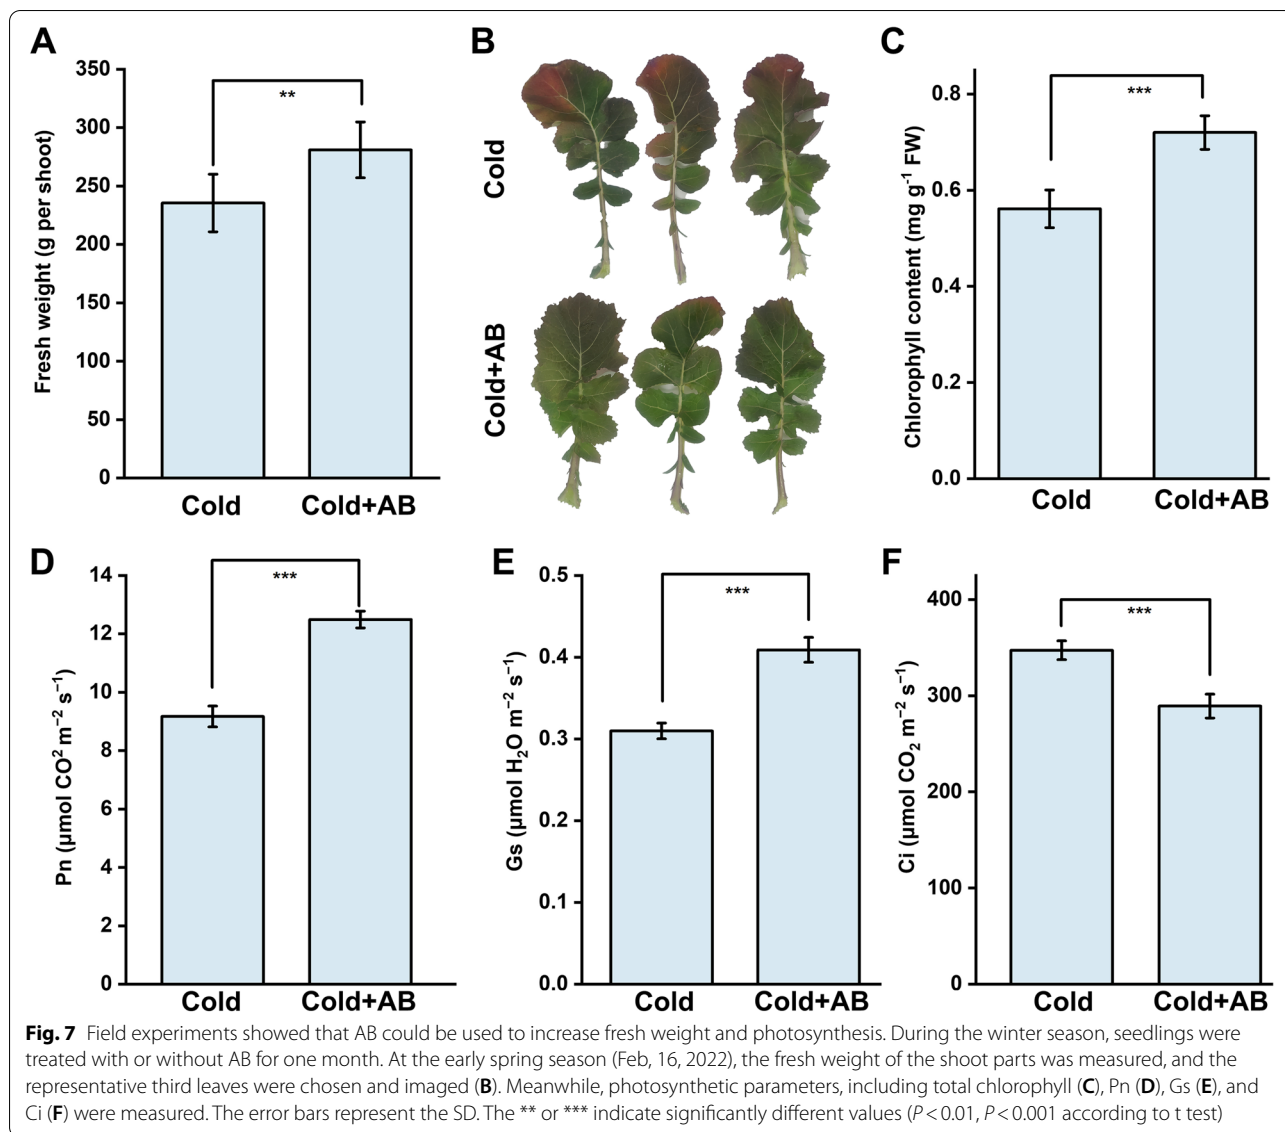 A
Fresh weight (g per shoot)
350
300
250
200
150
100
50
0
**
Cold
Cold+AB
B
Cold
Cold+AB
C
Chlorophyll content (mg g⁻¹ FW)
0.8
0.6
0.4
0.2
0.0
***
Cold
Cold+AB
D
Pn (µmol CO² m⁻² s⁻¹)
14
12
10
8
6
4
2
0
***
Cold
Cold+AB
E
Gs (µmol H₂O m⁻² s⁻¹)
0.5
0.4
0.3
0.2
0.1
0.0
***
Cold
Cold+AB
F
Ci (µmol CO₂ m⁻² s⁻¹)
400
300
200
100
0
***
Cold
Cold+AB
Fig. 7 Field experiments showed that AB could be used to increase fresh weight and photosynthesis. During the winter season, seedlings were
treated with or without AB for one month. At the early spring season (Feb, 16, 2022), the fresh weight of the shoot parts was measured, and the
representative third leaves were chosen and imaged (B). Meanwhile, photosynthetic parameters, including total chlorophyll (C), Pn (D), Gs (E), and
Ci (F) were measured. The error bars represent the SD. The ** or *** indicate significantly different values (P < 0.01, P < 0.001 according to t test)